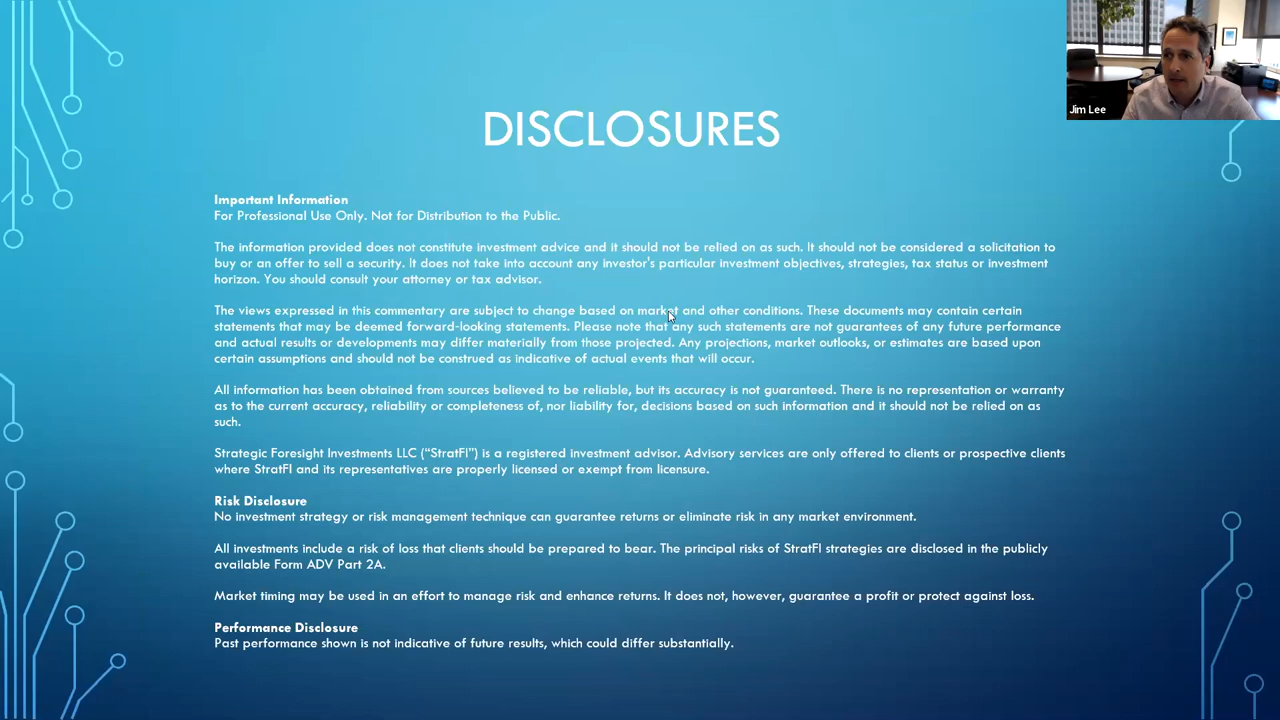 Jim Lee
DISCLOSURES
Important Information
For Professional Use Only. Not for Distribution to the Public.
The information provided does not constitute investment advice and it should not be relied on as such. It should not be considered a solicitation to
buy or an offer to sell a security. It does not take into account any investor's particular investment objectives, strategies, tax status or investment
horizon. You should consult your attorney or tax advisor.
The views expressed in this commentary are subject to change based on market and other conditions. These documents may contain certain
statements that may be deemed forward-looking statements. Please note that any such statements are not guarantees of any future performance
and actual results or developments may differ materially from those projected. Any projections, market outlooks, or estimates are based upon
certain assumptions and should not be construed as indicative of actual events that will occur.
All information has been obtained from sources believed to be reliable, but its accuracy is not guaranteed. There is no representation or warranty
as to the current accuracy, reliability or completeness of, nor liability for, decisions based on such information and it should not be relied on as
such.
Strategic Foresight Investments LLC (“StratFI”) is a registered investment advisor. Advisory services are only offered to clients or prospective clients
where StratFI and its representatives are properly licensed or exempt from licensure.
Risk Disclosure
No investment strategy or risk management technique can guarantee returns or eliminate risk in any market environment.
All investments include a risk of loss that clients should be prepared to bear. The principal risks of StratFI strategies are disclosed in the publicly
available Form ADV Part 2A.
Market timing may be used in an effort to manage risk and enhance returns. It does not, however, guarantee a profit or protect against loss.
Performance Disclosure
Past performance shown is not indicative of future results, which could differ substantially.